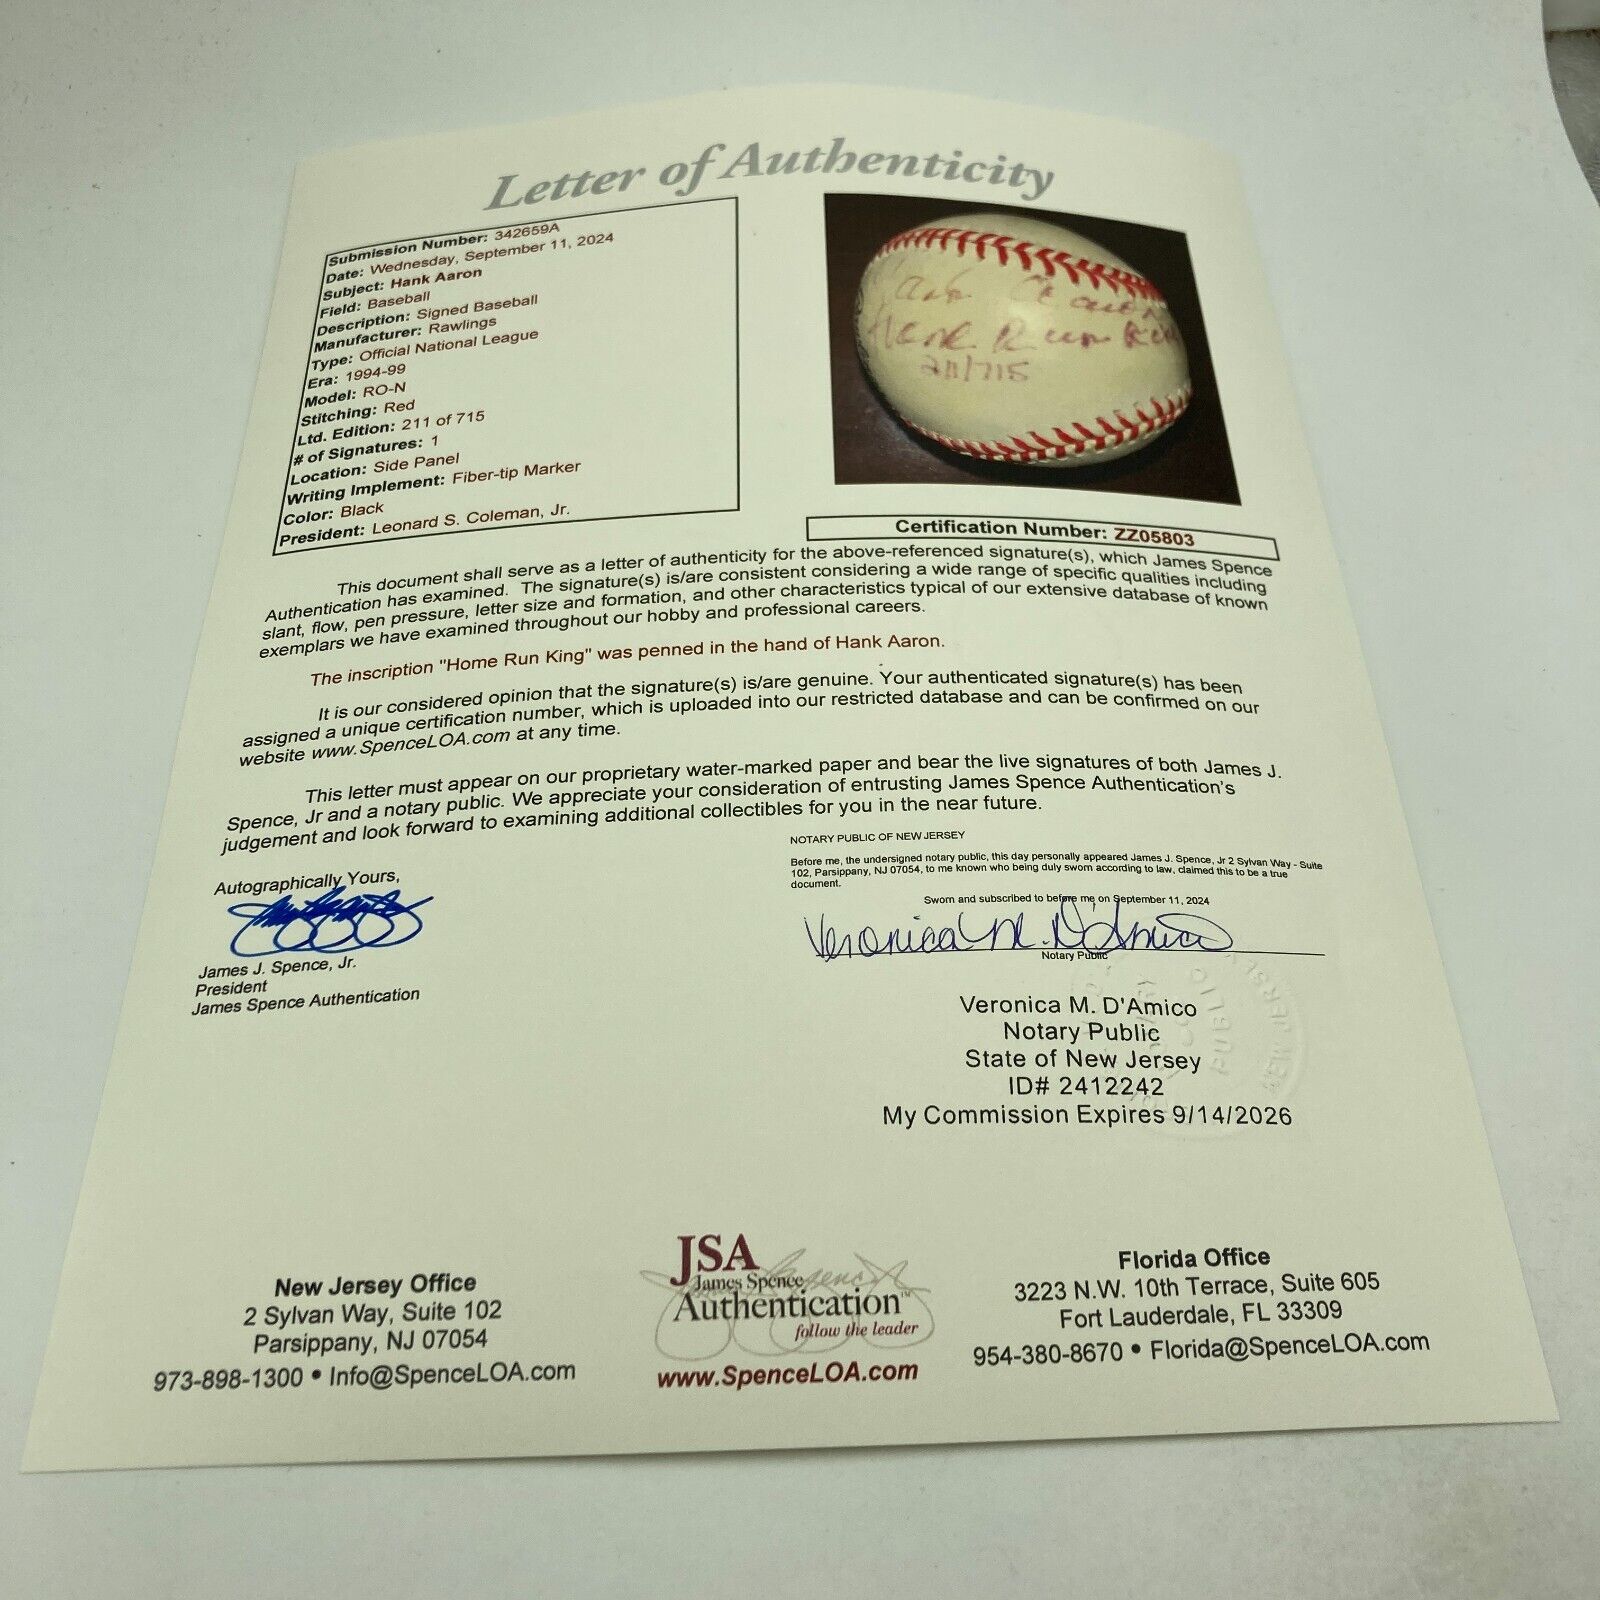 Letter of Authenticity
Submission Number: 342659A
Date: Wednesday, September 11, 2024
Subject: Hank Aaron
Field: Baseball
Description: Signed Baseball
Manufacturer: Rawlings
Type: Official National League
Era: 1994-99
Model: RO-N
Stitching: Red
Ltd. Edition: 211 of 715
# of Signatures: 1
Location: Side Panel
Writing Implement: Fiber-tip Marker
Color: Black
President: Leonard S. Coleman, Jr.
211/715
Certification Number: ZZ05803
This document shall serve as a letter of authenticity for the above-referenced signature(s), which James Spence
Authentication has examined. The signature(s) is/are consistent considering a wide range of specific qualities including
slant, flow, pen pressure, letter size and formation, and other characteristics typical of our extensive database of known
exemplars we have examined throughout our hobby and professional careers.
The inscription "Home Run King" was penned in the hand of Hank Aaron.
It is our considered opinion that the signature(s) is/are genuine. Your authenticated signature(s) has been
assigned a unique certification number, which is uploaded into our restricted database and can be confirmed on our
website www.SpenceLOA.com at any time.
This letter must appear on our proprietary water-marked paper and bear the live signatures of both James J.
Spence, Jr and a notary public. We appreciate your consideration of entrusting James Spence Authentication's
judgement and look forward to examining additional collectibles for you in the near future.
NOTARY PUBLIC OF NEW JERSEY
Before me, the undersigned notary public, this day personally appeared James J. Spence, Jr 2 Sylvan Way - Suite
102, Parsippany, NJ 07054, to me known who being duly sworn according to law, claimed this to be a true
document.
Sworn and subscribed to before me on September 11, 2024
Veronica M. D'Amico
Notary Public
Autographically Yours,
James J. Spence, Jr.
President
James Spence Authentication
Veronica M. D'Amico
Notary Public
State of New Jersey
ID# 2412242
My Commission Expires 9/14/2026
PUBLIC
New Jersey Office
2 Sylvan Way, Suite 102
Parsippany, NJ 07054
973-898-1300 • Info@SpenceLOA.com
JSA
James Spence
Authentication™
follow the leader
www.SpenceLOA.com
Florida Office
3223 N.W. 10th Terrace, Suite 605
Fort Lauderdale, FL 33309
954-380-8670 • Florida@SpenceLOA.com